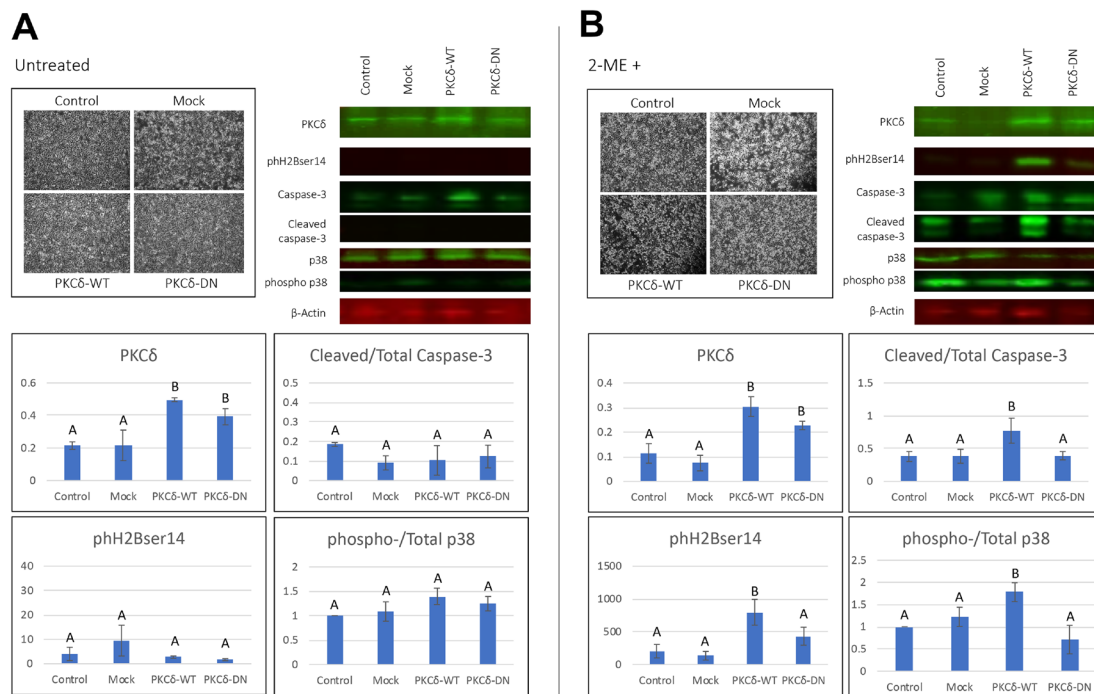 A
Untreated
Control Mock
PKCδ-WT PKCδ-DN
Control Mock PKCδ-WT PKCδ-DN
PKCδ
phH2Bser14
Caspase-3
Cleaved
caspase-3
p38
phospho p38
β-Actin
PKCδ
0.6
0.4
0.2
0
A A B B
Control Mock PKCδ-WT PKCδ-DN
Cleaved/Total Caspase-3
0.5
0.4
0.3
0.2
0.1
0
A A A A
Control Mock PKCδ-WT PKCδ-DN
phH2Bser14
40
30
20
10
0
A A A A
Control Mock PKCδ-WT PKCδ-DN
phospho-/Total p38
2
1.5
1
0.5
0
A A A A
Control Mock PKCδ-WT PKCδ-DN
B
2-ME +
Control Mock
PKCδ-WT PKCδ-DN
Control Mock PKCδ-WT PKCδ-DN
PKCδ
phH2Bser14
Caspase-3
Cleaved
caspase-3
p38
phospho p38
β-Actin
PKCδ
0.4
0.3
0.2
0.1
0
A A B B
Control Mock PKCδ-WT PKCδ-DN
Cleaved/Total Caspase-3
1.5
1
0.5
0
A A B A
Control Mock PKCδ-WT PKCδ-DN
phH2Bser14
1500
1000
500
0
A A B A
Control Mock PKCδ-WT PKCδ-DN
phospho-/Total p38
2.5
2
1.5
1
0.5
0
A A B A
Control Mock PKCδ-WT PKCδ-DN